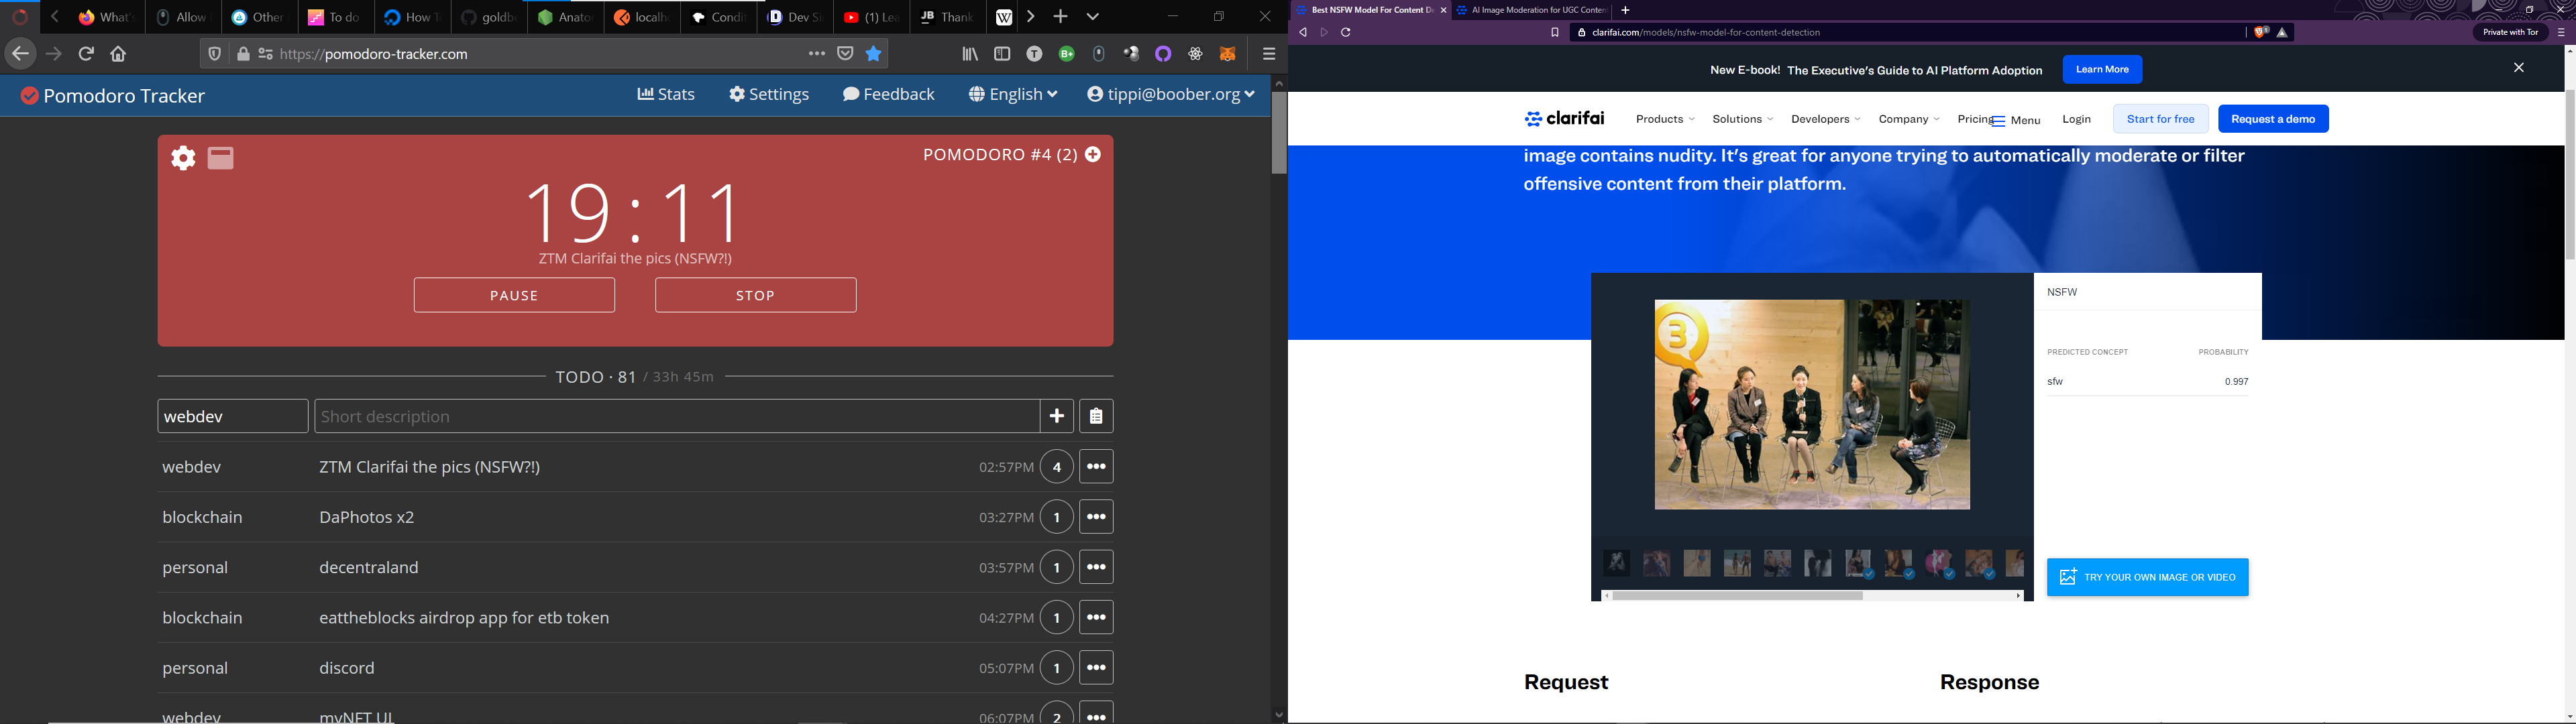 What's
Allow
Other
To do
How T
goldb
Anator
localh
Condi
Dev Si
(1) Lea
JB Thank
W
https://pomodoro-tracker.com
T
B+
Pomodoro Tracker
Stats
Settings
Feedback
English
tippi@boober.org
POMODORO #4 (2)
19:11
ZTM Clarifai the pics (NSFW?!)
PAUSE
STOP
TODO · 81 / 33h 45m
webdev
Short description
webdev ZTM Clarifai the pics (NSFW?!) 02:57PM 4
blockchain DaPhotos x2 03:27PM 1
personal decentraland 03:57PM 1
blockchain eattheblocks airdrop app for etb token 04:27PM 1
personal discord 05:07PM 1
webdev myNFT UI 06:07PM 2
Best NSFW Model For Content De
AI Image Moderation for UGC Conten
clarifai.com/models/nsfw-model-for-content-detection
Private with Tor
New E-book! The Executive's Guide to AI Platform Adoption
Learn More
clarifai
Products
Solutions
Developers
Company
Pricing
Menu
Login
Start for free
Request a demo
image contains nudity. It's great for anyone trying to automatically moderate or filter
offensive content from their platform.
3
NSFW
PREDICTED CONCEPT PROBABILITY
sfw 0.997
TRY YOUR OWN IMAGE OR VIDEO
Request
Response